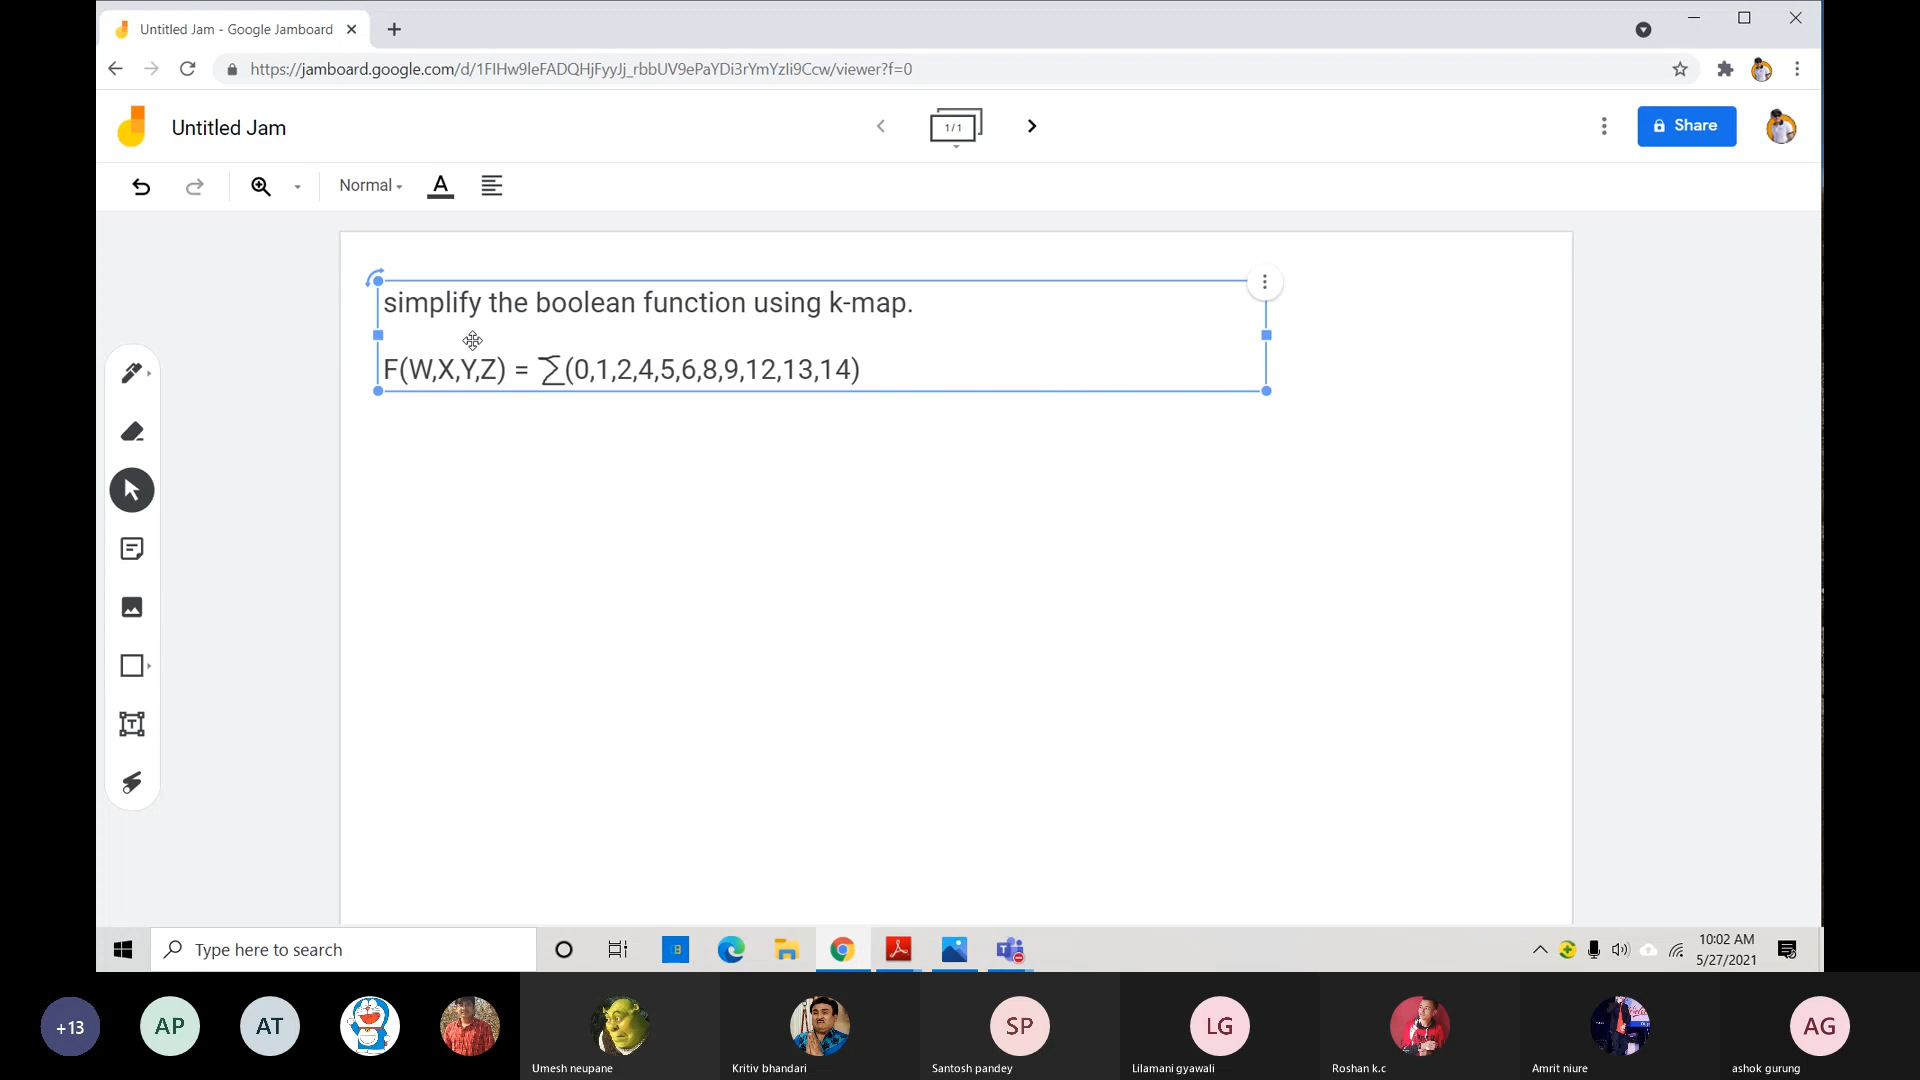 Untitled Jam - Google Jamboard
https://jamboard.google.com/d/1FIHw9leFADQHjFyyJj_rbbUV9ePaYDi3rYmYzIi9Ccw/viewer?f=0
Untitled Jam
1/1
Share
Normal
simplify the boolean function using k-map.
F(W,X,Y,Z) = ∑(0,1,2,4,5,6,8,9,12,13,14)
Type here to search
10:02 AM
5/27/2021
+13
AP
AT
SP
LG
AG
Umesh neupane
Kritiv bhandari
Santosh pandey
Lilamani gyawali
Roshan k.c
Amrit niure
ashok gurung